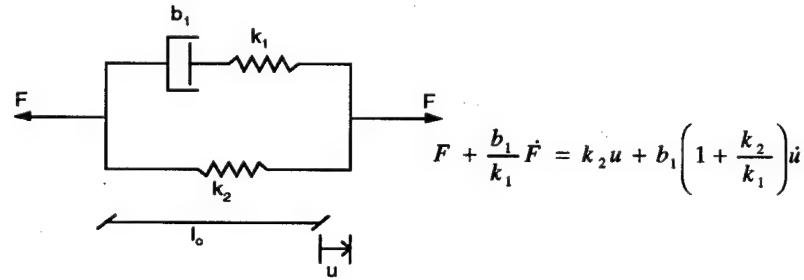 b₁
k₁
F
F
F + b₁/k₁ Ḟ = k₂u + b₁(1 + k₂/k₁)u̇
k₂
l₀
u